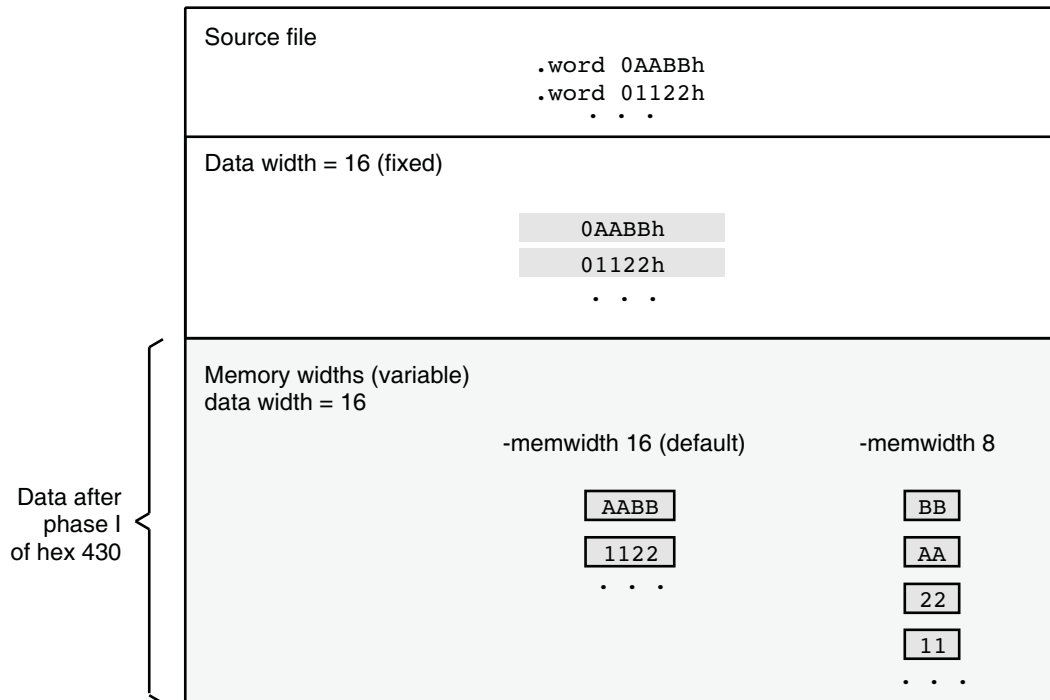 Source file
.word 0AABBh
.word 01122h
. . .
Data width = 16 (fixed)
0AABBh
01122h
. . .
Memory widths (variable)
data width = 16
-memwidth 16 (default)
-memwidth 8
Data after
phase I
of hex 430
AABB
1122
. . .
BB
AA
22
11
. . .